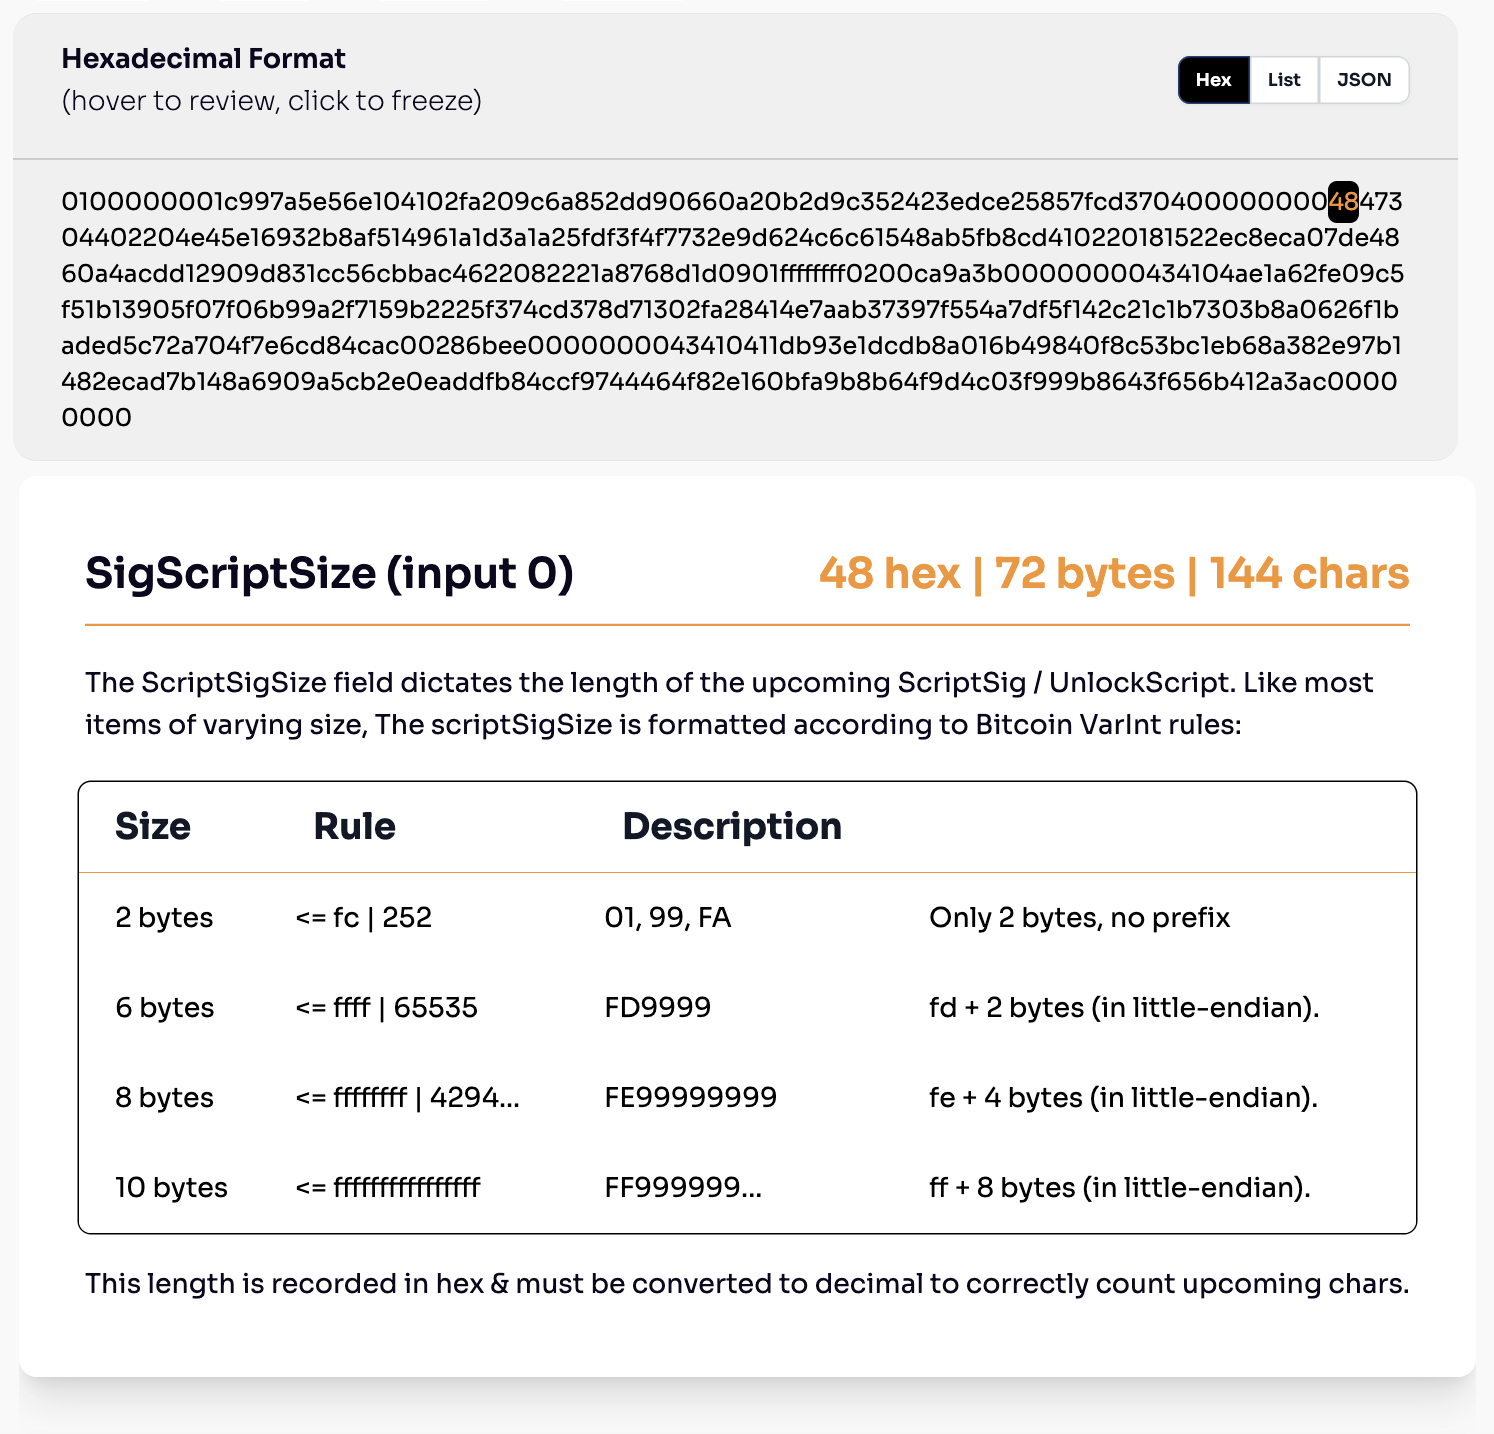 Hexadecimal Format
(hover to review, click to freeze)
Hex List JSON
0100000001c997a5e56e104102fa209c6a852dd90660a20b2d9c352423edce25857fcd37040000000048473
04402204e45e16932b8af514961a1d3a1a25fdf3f4f7732e9d624c6c61548ab5fb8cd410220181522ec8eca07de48
60a4acdd12909d831cc56cbbac4622082221a8768d1d0901ffffffff0200ca9a3b00000000434104ae1a62fe09c5
f51b13905f07f06b99a2f7159b2225f374cd378d71302fa28414e7aab37397f554a7df5f142c21c1b7303b8a0626f1b
aded5c72a704f7e6cd84cac00286bee0000000043410411db93e1dcdb8a016b49840f8c53bc1eb68a382e97b1
482ecad7b148a6909a5cb2e0eaddfb84ccf9744464f82e160bfa9b8b64f9d4c03f999b8643f656b412a3ac0000
0000
SigScriptSize (input 0) 48 hex | 72 bytes | 144 chars
The ScriptSigSize field dictates the length of the upcoming ScriptSig / UnlockScript. Like most
items of varying size, The scriptSigSize is formatted according to Bitcoin VarInt rules:
Size Rule Description
2 bytes <= fc | 252 01, 99, FA Only 2 bytes, no prefix
6 bytes <= ffff | 65535 FD9999 fd + 2 bytes (in little-endian).
8 bytes <= ffffffff | 4294... FE99999999 fe + 4 bytes (in little-endian).
10 bytes <= ffffffffffffffff FF999999... ff + 8 bytes (in little-endian).
This length is recorded in hex & must be converted to decimal to correctly count upcoming chars.